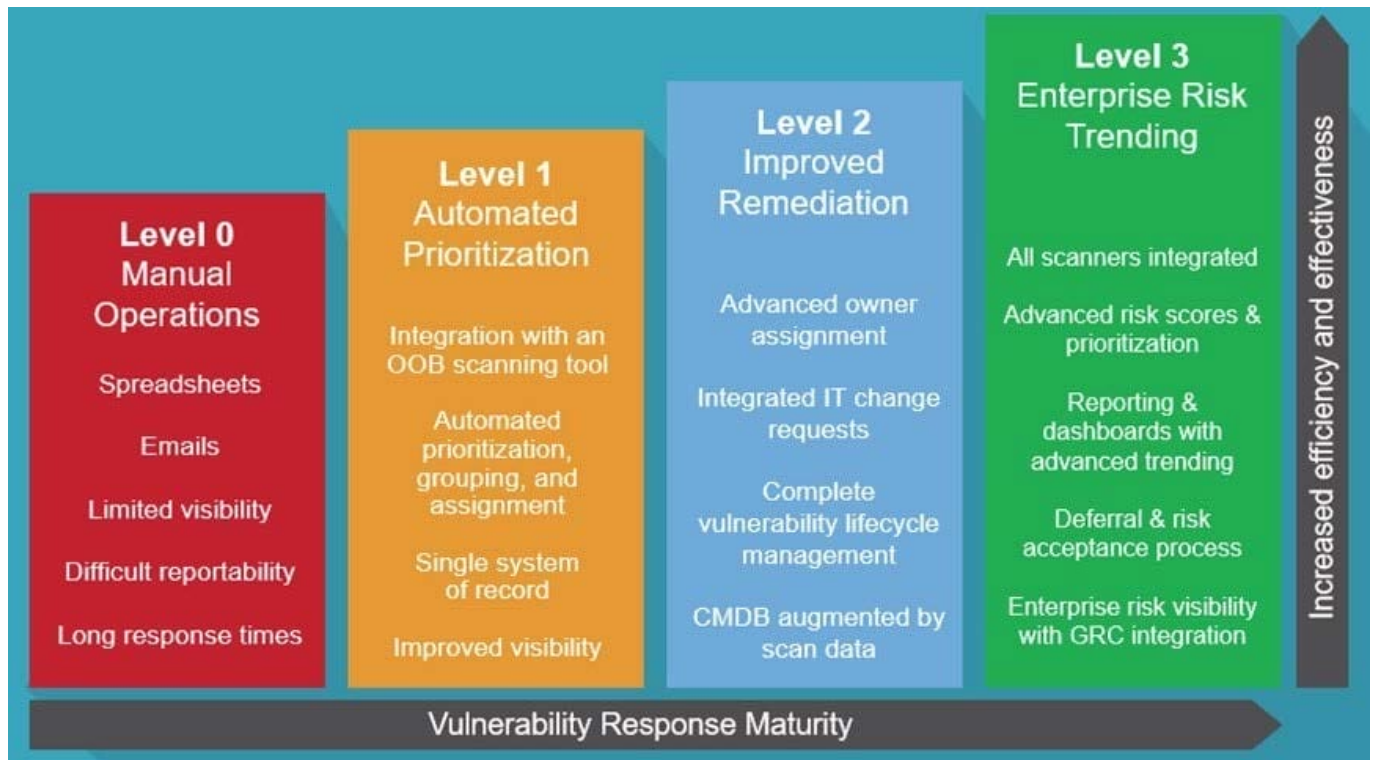 Level 0
Manual
Operations
Spreadsheets
Emails
Limited visibility
Difficult reportability
Long response times
Level 1
Automated
Prioritization
Integration with an
OOB scanning tool
Automated
prioritization,
grouping, and
assignment
Single system
of record
Improved visibility
Level 2
Improved
Remediation
Advanced owner
assignment
Integrated IT change
requests
Complete
vulnerability lifecycle
management
CMDB augmented by
scan data
Level 3
Enterprise Risk
Trending
All scanners integrated
Advanced risk scores &
prioritization
Reporting &
dashboards with
advanced trending
Deferral & risk
acceptance process
Enterprise risk visibility
with GRC integration
Increased efficiency and effectiveness
Vulnerability Response Maturity